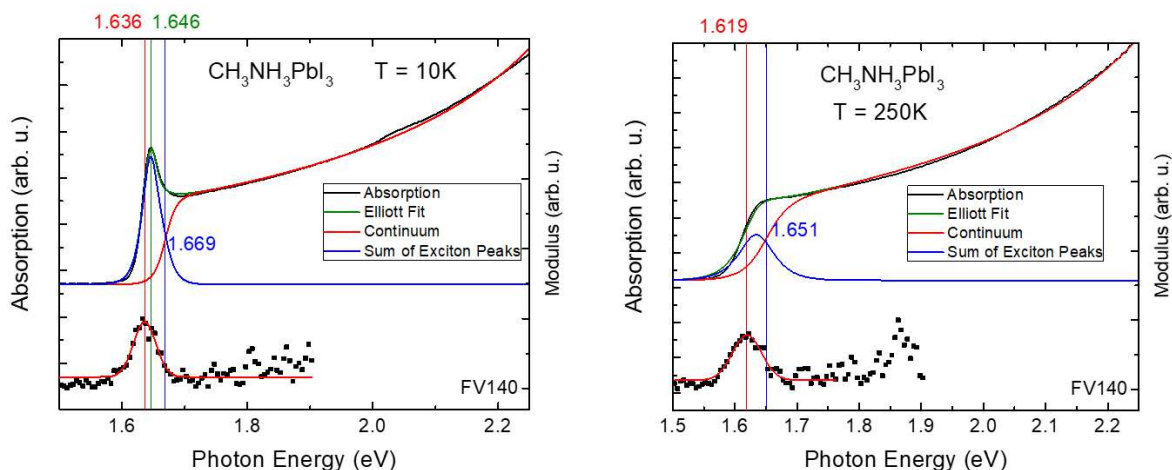 1.636 1.646
CH₃NH₃PbI₃ T = 10K
Absorption (arb. u.)
Modulus (arb. u.)
Absorption
Elliott Fit
Continuum
Sum of Exciton Peaks
1.669
FV140
1.6 1.8 2.0 2.2
Photon Energy (eV)
1.619
CH₃NH₃PbI₃
T = 250K
Absorption (arb. u.)
Modulus (arb. u.)
Absorption
Elliott Fit
Continuum
Sum of Exciton Peaks
1.651
FV140
1.5 1.6 1.7 1.8 1.9 2.0 2.1 2.2
Photon Energy (eV)